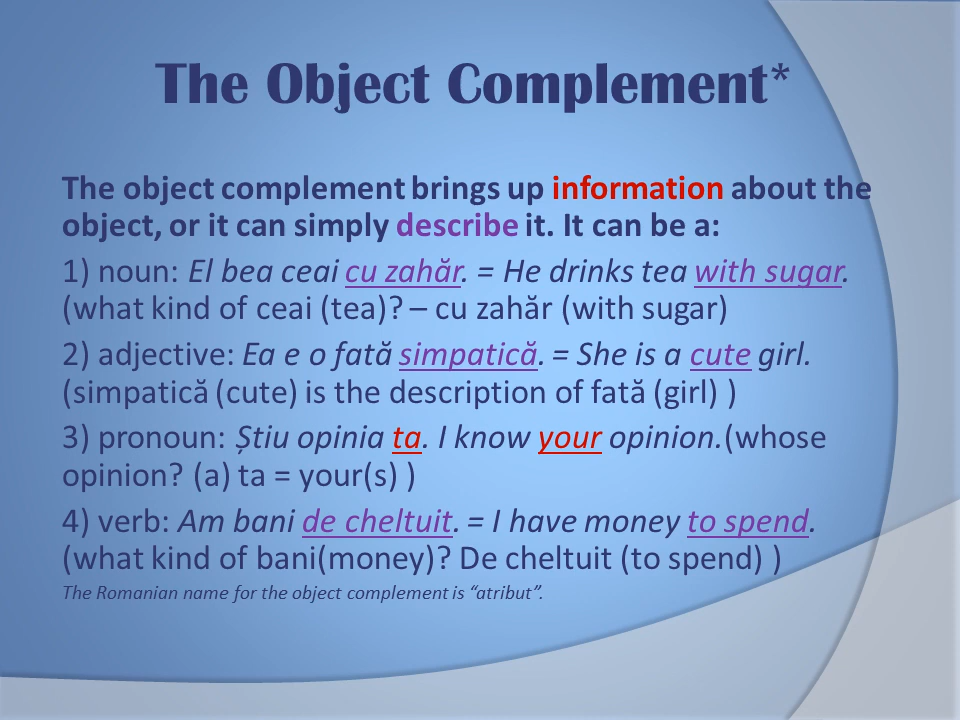 The Object Complement*
The object complement brings up information about the
object, or it can simply describe it. It can be a:
1) noun: El bea ceai cu zahăr. = He drinks tea with sugar.
(what kind of ceai (tea)? – cu zahăr (with sugar)
2) adjective: Ea e o fată simpatică. = She is a cute girl.
(simpatică (cute) is the description of fată (girl) )
3) pronoun: Știu opinia ta. I know your opinion.(whose
opinion? (a) ta = your(s) )
4) verb: Am bani de cheltuit. = I have money to spend.
(what kind of bani(money)? De cheltuit (to spend) )
The Romanian name for the object complement is “atribut”.